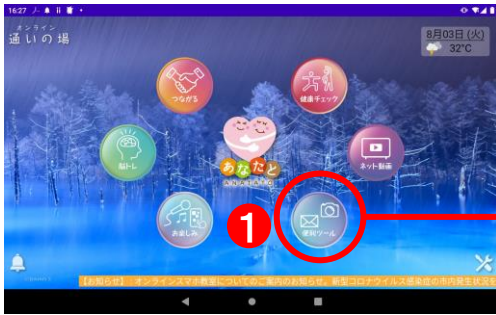 16:27
オンライン
通いの場
8月03日 (火)
32°C
つながる
健康チェック
脳トレ
ネット動画
あなたと
ANATATO
お楽しみ
1
便利ツール
【お知らせ】 オンラインスマホ教室についてのご案内のお知らせ。新型コロナウイルス感染症の市内発生状況を